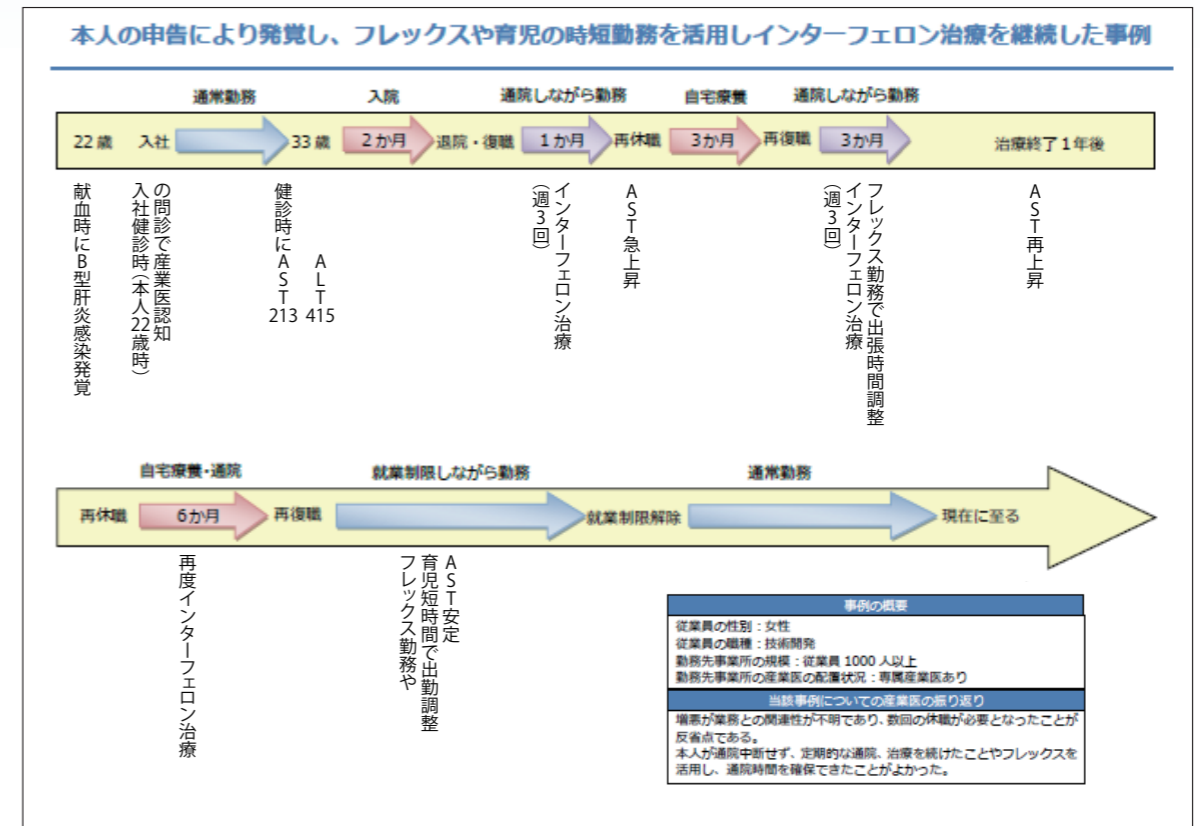 本人の申告により発覚し、フレックスや育児の時短勤務を活用しインターフェロン治療を継続した事例
通常勤務
入院
通院しながら勤務
自宅療養
通院しながら勤務
22歳
入社
33歳
2か月
退院・復職
1か月
再休職
3か月
再復職
3か月
治療終了1年後
献血時にB型肝炎感染発覚
入社健診時(本人22歳時)
の問診で産業医認知
健診時にAST213
ALT415
インターフェロン治療
(週3回)
AST急上昇
フレックス勤務で出張時間調整
インターフェロン治療
(週3回)
AST再上昇
自宅療養・通院
就業制限しながら勤務
通常勤務
再休職
6か月
再復職
就業制限解除
現在に至る
再度インターフェロン治療
AST安定
フレックス勤務や
育児短時間で出勤調整
事例の概要
従業員の性別:女性
従業員の職種:技術開発
勤務先事業所の規模:従業員1000人以上
勤務先事業所の産業医の配置状況:専属産業医あり
当該事例についての産業医の振り返り
増悪が業務との関連性が不明であり、数回の休職が必要となったことが
反省点である。
本人が通院中断せず、定期的な通院、治療を続けたことやフレックスを
活用し、通院時間を確保できたことがよかった。